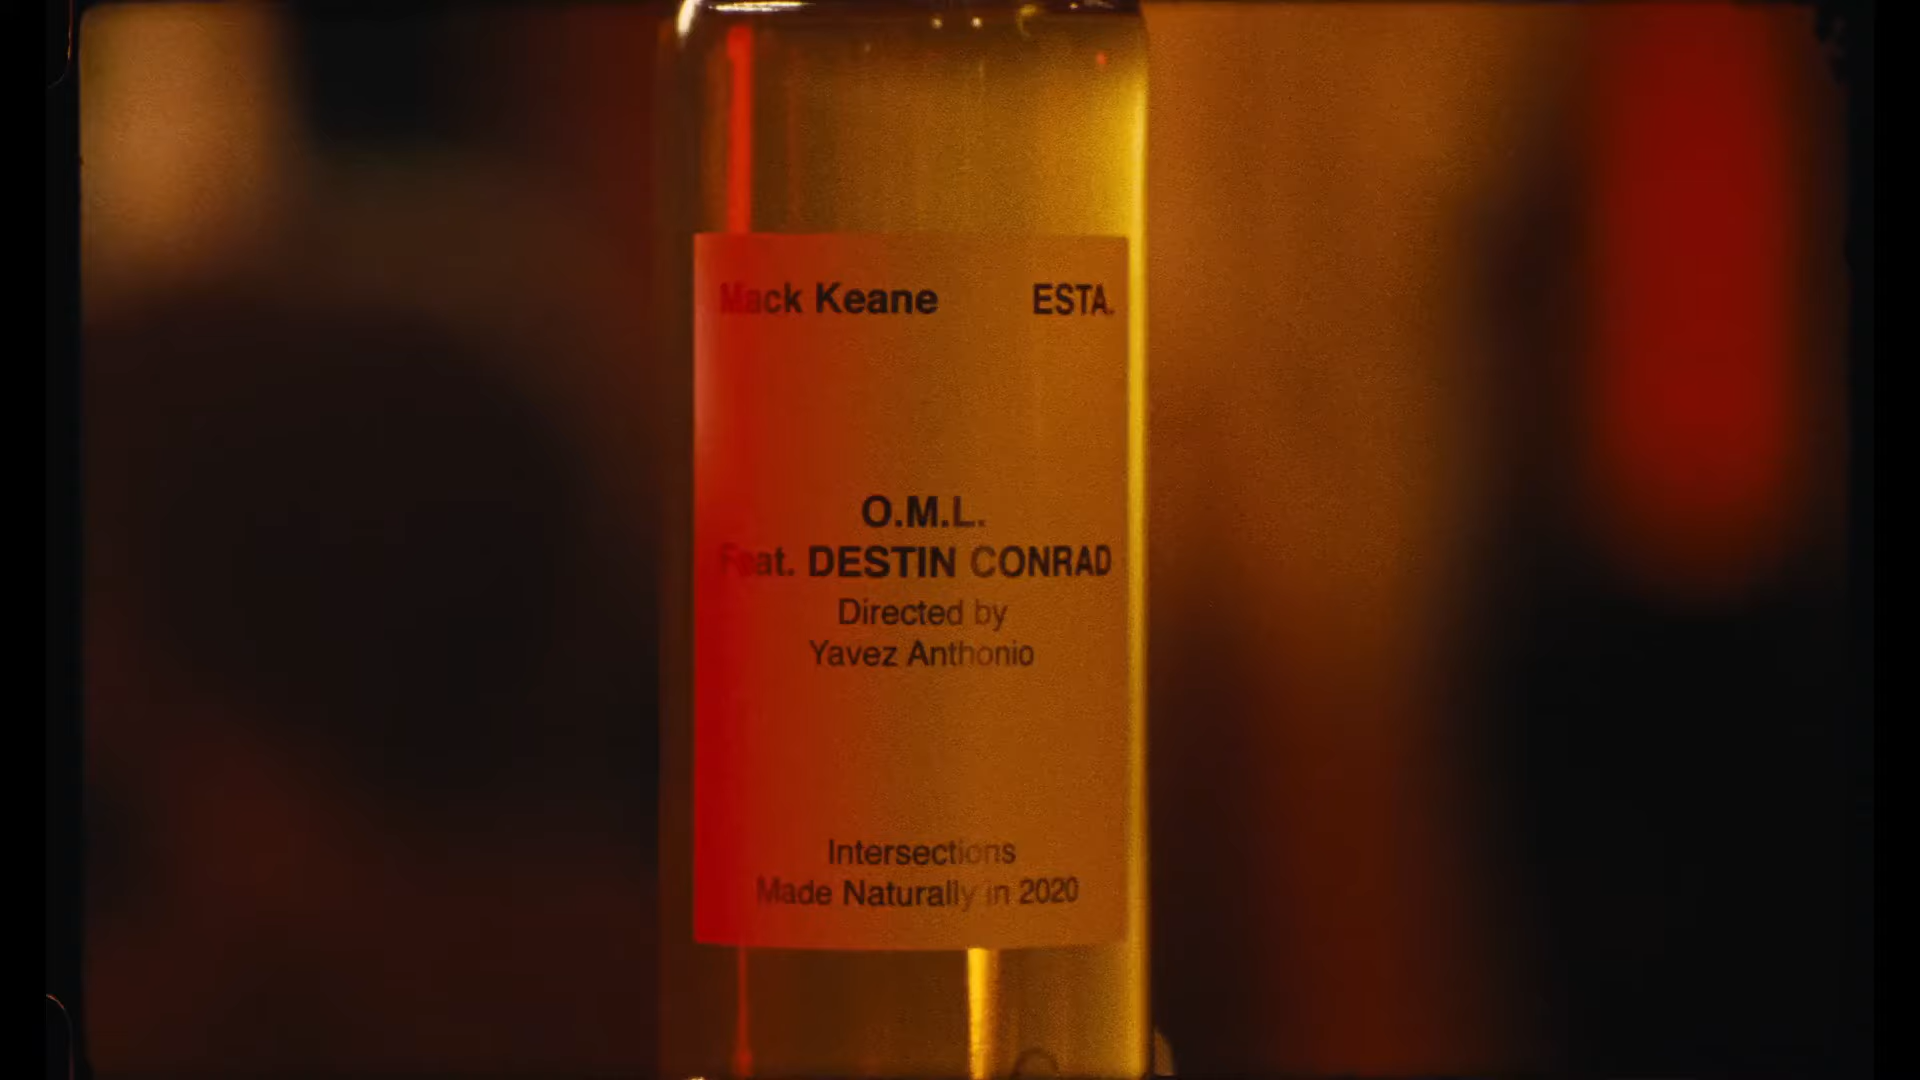 Mack Keane ESTA.
O.M.L.
Feat. DESTIN CONRAD
Directed by
Yavez Anthonio
Intersections
Made Naturally in 2020